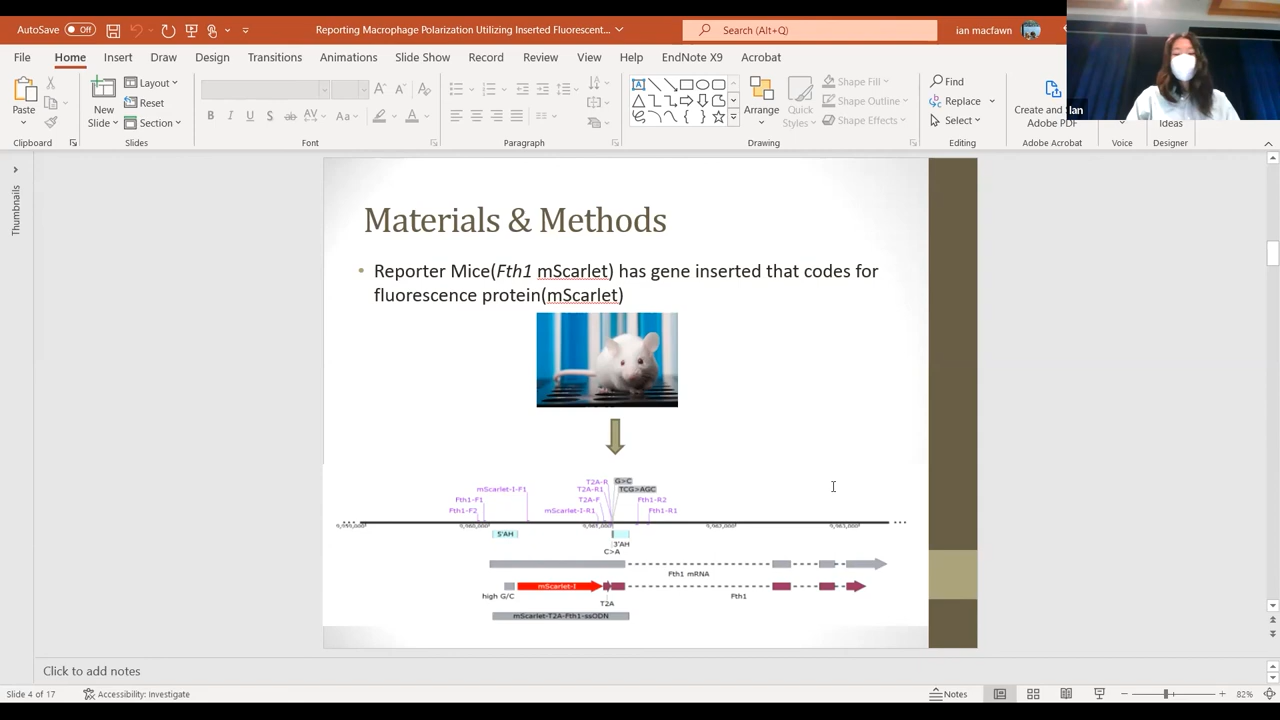 AutoSave Off
Reporting Macrophage Polarization Utilizing Inserted Fluorescent...
Search (Alt+Q)
ian macfawn
File Home Insert Draw Design Transitions Animations Slide Show Record Review View Help EndNote X9 Acrobat
Paste
New
Slide
Layout
Reset
Section
Arrange
Quick
Styles
Shape Fill
Shape Outline
Shape Effects
Find
Replace
Select
Create and
Adobe PDF
Ian
Ideas
Clipboard Slides Font Paragraph Drawing Editing Adobe Acrobat Voice Designer
Thumbnails
Materials & Methods
• Reporter Mice(Fth1 mScarlet) has gene inserted that codes for
fluorescence protein(mScarlet)
T2A-R G>C
mScarlet-I-F1 T2A-R1 TCG>AGC
Fth1-F1 T2A-F Fth1-R2
Fth1-F2 mScarlet-I-R1 Fth1-R1
5'AH
3'AH
C>A
Fth1 mRNA
mScarlet-I
high G/C Fth1
T2A
mScarlet-T2A-Fth1-ssODN
Click to add notes
Slide 4 of 17 Accessibility: Investigate Notes 82%